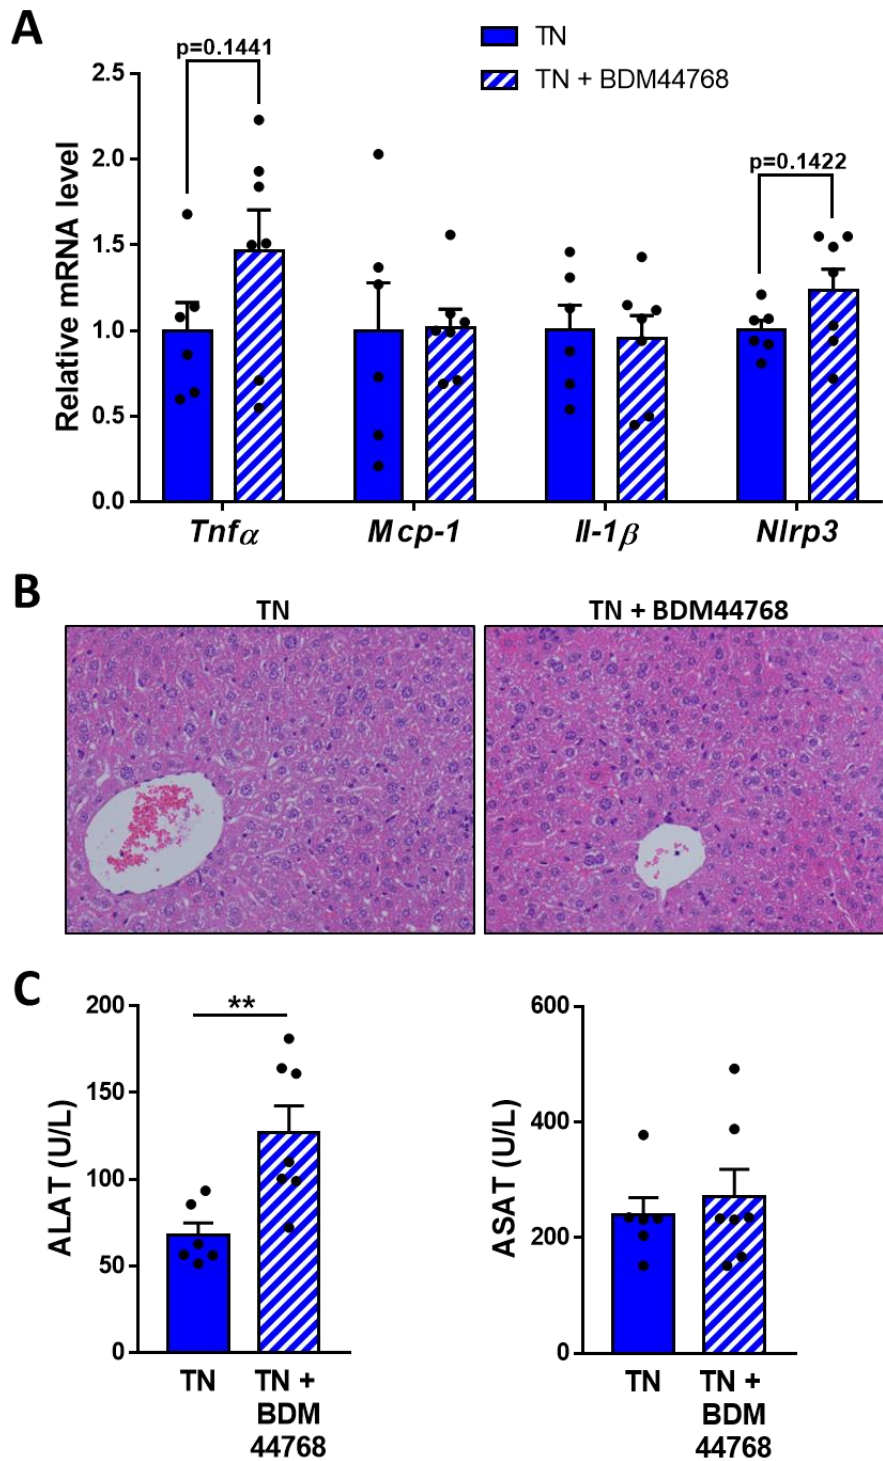 A
p=0.1441
TN
TN + BDM44768
2.5
2.0
1.5
1.0
0.5
0.0
Relative mRNA level
p=0.1422
Tnfα
Mcp-1
Il-1β
Nlrp3
B
TN
TN + BDM44768
C
200
150
100
50
0
ALAT (U/L)
**
TN
TN +
BDM
44768
600
400
200
0
ASAT (U/L)
TN
TN +
BDM
44768